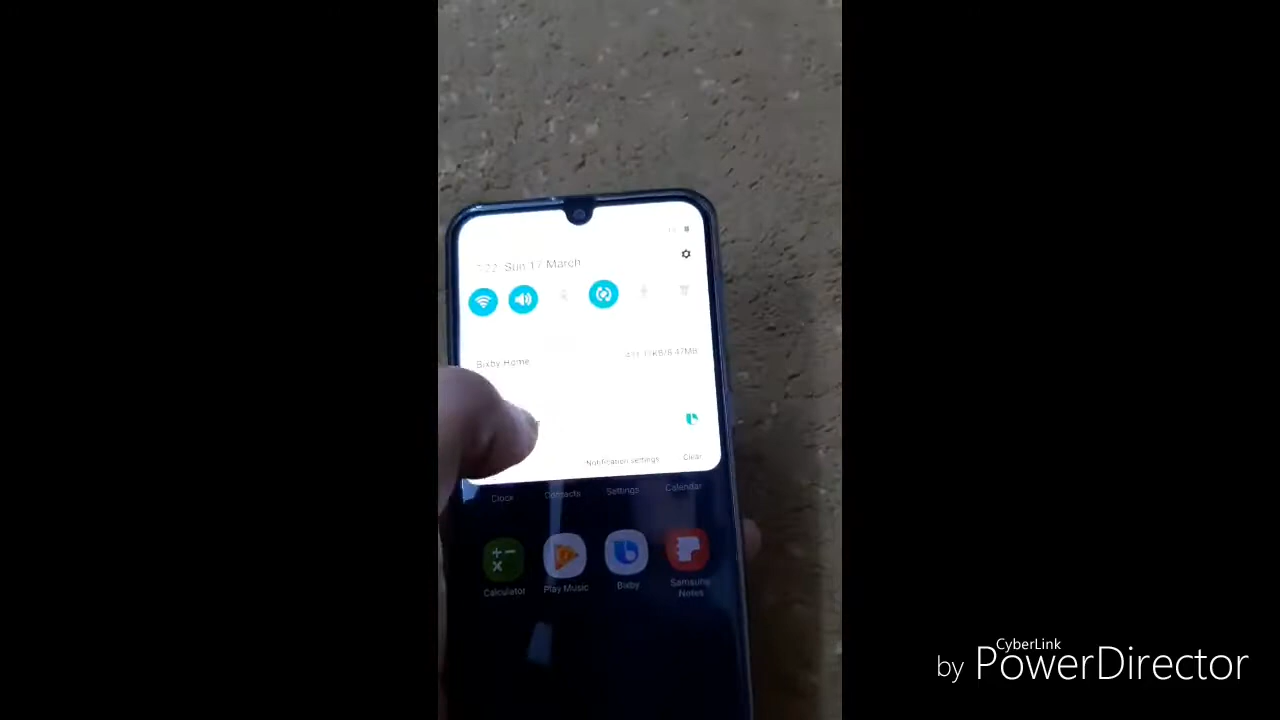 Sun 17 March
Bixby Home
Notification settings Clear
Clock Contacts Settings Calendar
Calculator Play Music Bixby Samsung
Notes
CyberLink
by PowerDirector